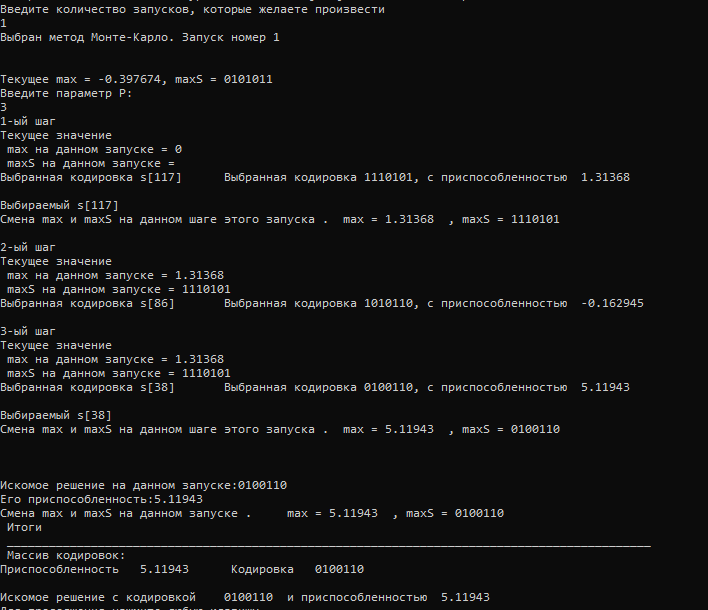 Введите количество запусков, которые желаете произвести
1
Выбран метод Монте-Карло. Запуск номер 1
Текущее max = -0.397674, maxS = 0101011
Введите параметр P:
3
1-ый шаг
Текущее значение
max на данном запуске = 0
maxS на данном запуске =
Выбранная кодировка s[117] Выбранная кодировка 1110101, с приспособленностью 1.31368
Выбираемый s[117]
Смена max и maxS на данном шаге этого запуска . max = 1.31368 , maxS = 1110101
2-ый шаг
Текущее значение
max на данном запуске = 1.31368
maxS на данном запуске = 1110101
Выбранная кодировка s[86] Выбранная кодировка 1010110, с приспособленностью -0.162945
3-ый шаг
Текущее значение
max на данном запуске = 1.31368
maxS на данном запуске = 1110101
Выбранная кодировка s[38] Выбранная кодировка 0100110, с приспособленностью 5.11943
Выбираемый s[38]
Смена max и maxS на данном шаге этого запуска . max = 5.11943 , maxS = 0100110
Искомое решение на данном запуске:0100110
Его приспособленность:5.11943
Смена max и maxS на данном запуске . max = 5.11943 , maxS = 0100110
Итоги
Массив кодировок:
Приспособленность 5.11943 Кодировка 0100110
Искомое решение с кодировкой 0100110 и приспособленностью 5.11943